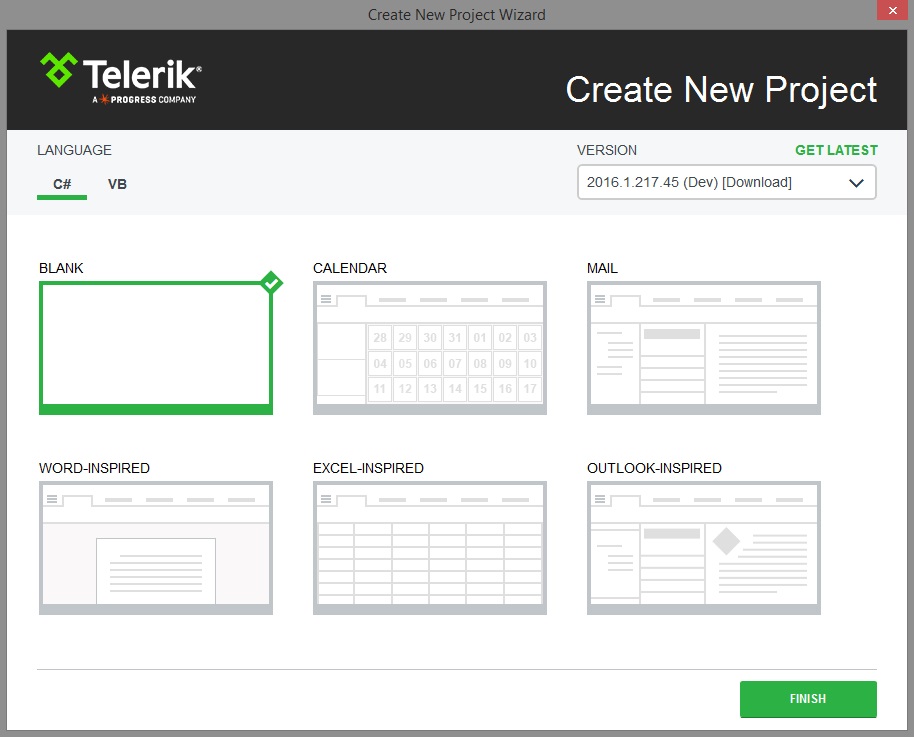 Create New Project Wizard
Telerik®
A PROGRESS COMPANY
Create New Project
LANGUAGE
VERSION
GET LATEST
C#
VB
2016.1.217.45 (Dev) [Download]
BLANK
CALENDAR
MAIL
28 29 30 31 01 02 03
04 05 06 07 08 09 10
11 12 13 14 15 16 17
WORD-INSPIRED
EXCEL-INSPIRED
OUTLOOK-INSPIRED
FINISH